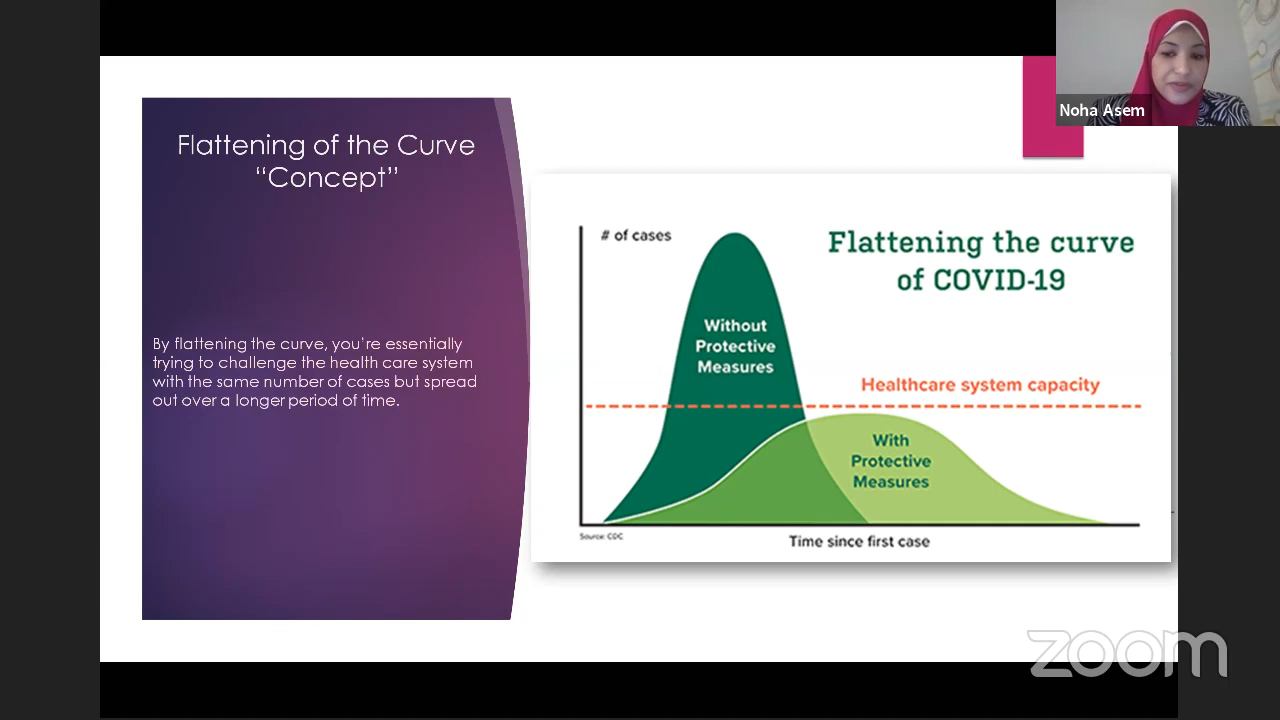 Flattening of the Curve
“Concept”
By flattening the curve, you're essentially
trying to challenge the health care system
with the same number of cases but spread
out over a longer period of time.
# of cases
Flattening the curve
of COVID-19
Without
Protective
Measures
Healthcare system capacity
With
Protective
Measures
Source: CDC
Time since first case
Noha Asem
zoom